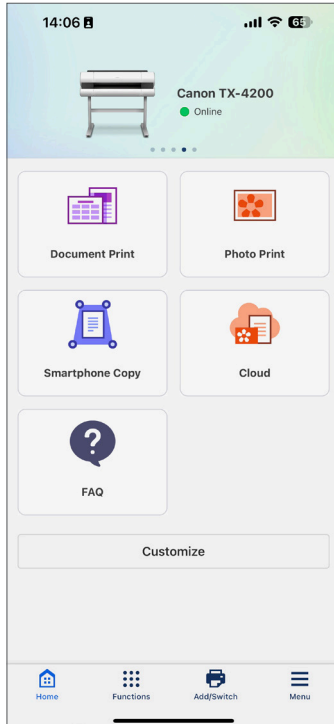 14:06
65
Canon TX-4200
Online
Document Print
Photo Print
Smartphone Copy
Cloud
?
FAQ
Customize
Home
Functions
Add/Switch
Menu